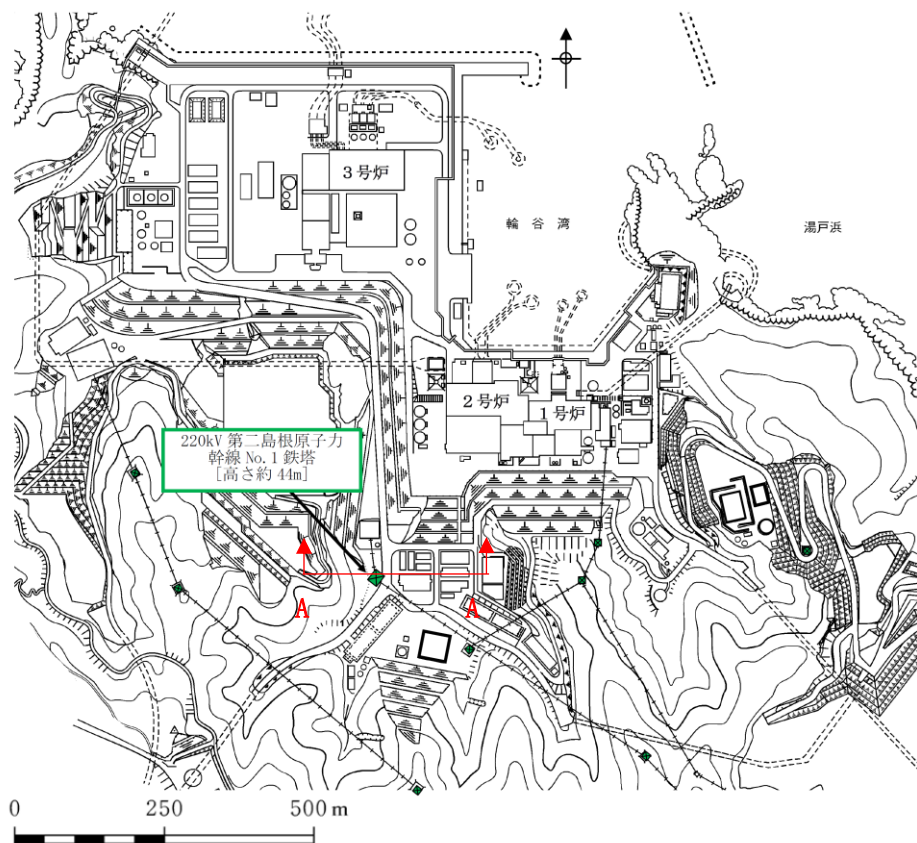 3号炉
輪谷湾
湯戸浜
2号炉
1号炉
220kV 第二島根原子力
幹線 No.1 鉄塔
[高さ約 44m]
A
A
0
250
500 m